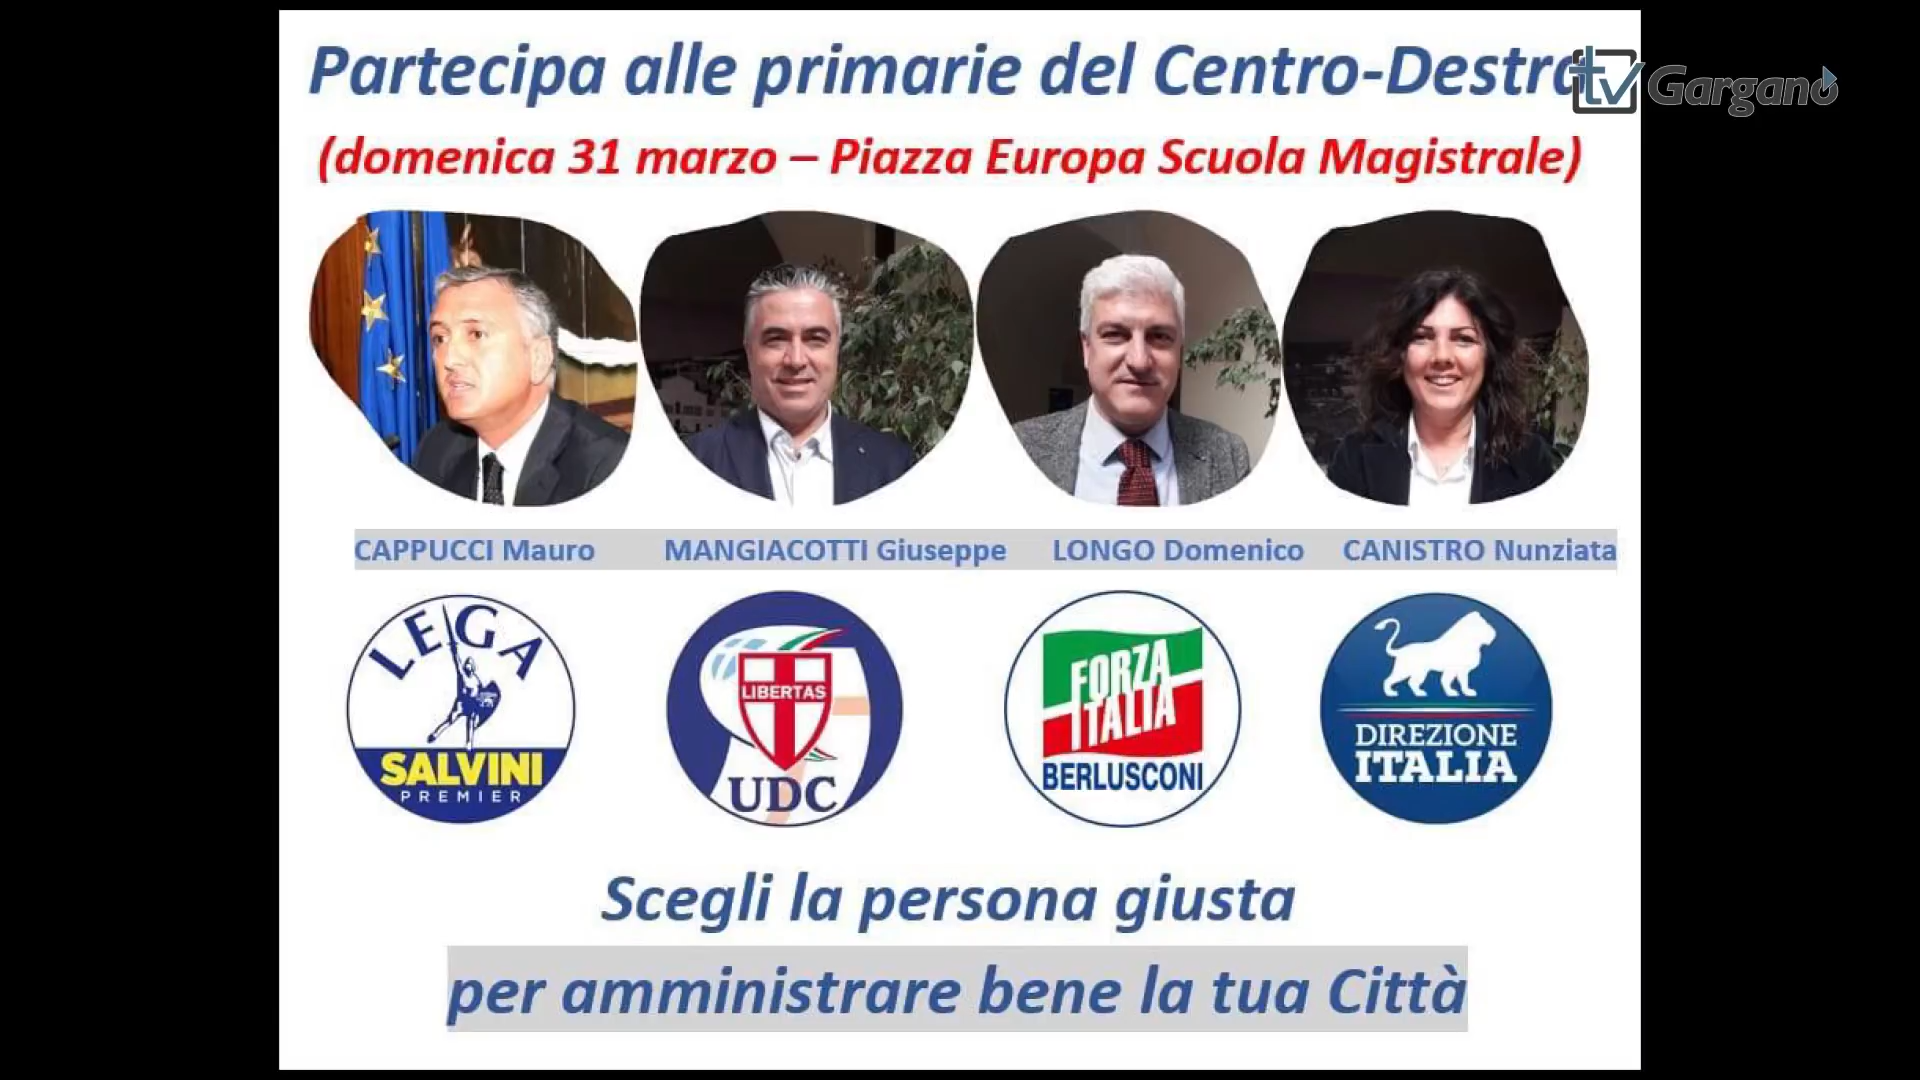 Partecipa alle primarie del Centro-Destra
tv Gargano
(domenica 31 marzo – Piazza Europa Scuola Magistrale)
CAPPUCCI Mauro MANGIACOTTI Giuseppe LONGO Domenico CANISTRO Nunziata
LEGA
SALVINI
PREMIER
LIBERTAS
UDC
FORZA
ITALIA
BERLUSCONI
DIREZIONE
ITALIA
Scegli la persona giusta
per amministrare bene la tua Città